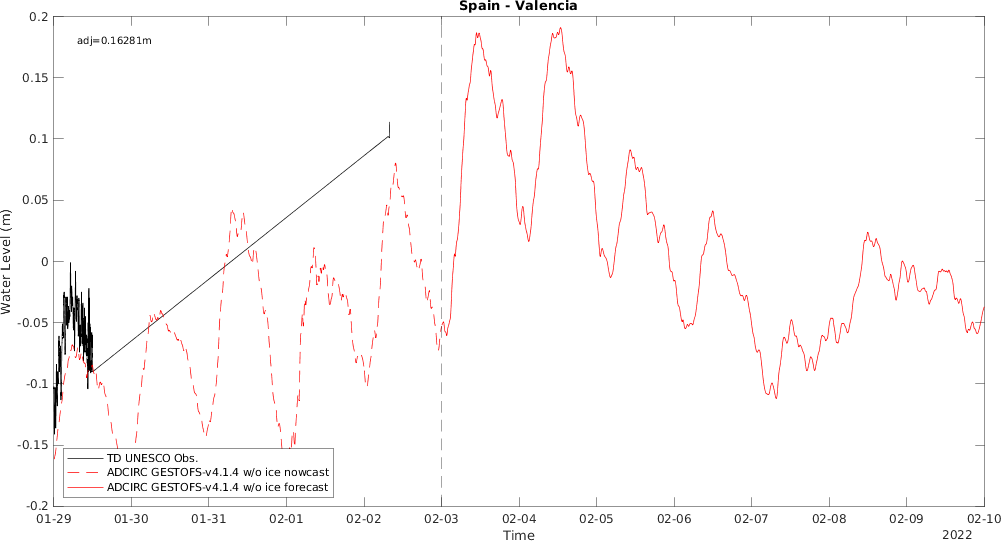 Spain - Valencia
adj=0.16281m
0.2
0.15
0.1
0.05
0
-0.05
-0.1
-0.15
-0.2
Water Level (m)
TD UNESCO Obs.
ADCIRC GESTOFS-v4.1.4 w/o ice nowcast
ADCIRC GESTOFS-v4.1.4 w/o ice forecast
01-29 01-30 01-31 02-01 02-02 02-03 02-04 02-05 02-06 02-07 02-08 02-09 02-10
Time
2022